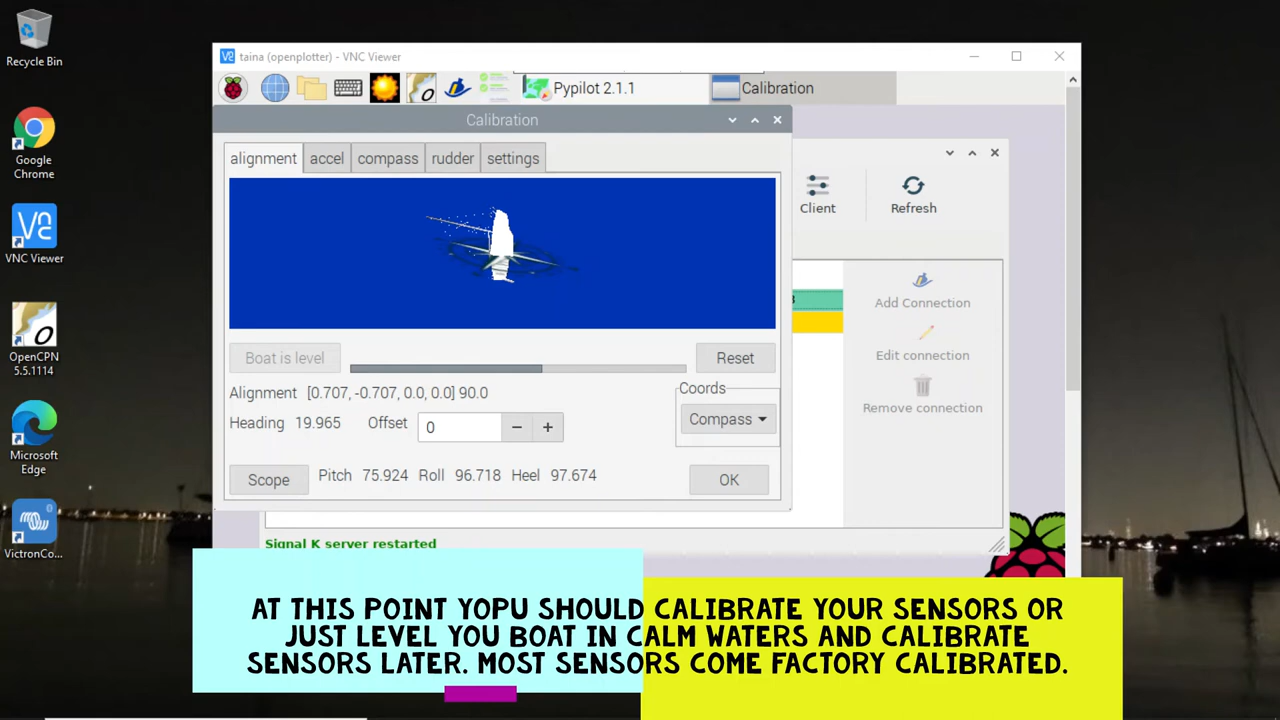 Recycle Bin
Google
Chrome
VNC Viewer
OpenCPN
5.5.1114
Microsoft
Edge
VictronCo...
taina (openplotter) - VNC Viewer
Pypilot 2.1.1
Calibration
Calibration
alignment accel compass rudder settings
Client
Refresh
Boat is level
Reset
Alignment [0.707, -0.707, 0.0, 0.0] 90.0
Coords
Compass
Heading 19.965 Offset 0 − +
Scope Pitch 75.924 Roll 96.718 Heel 97.674 OK
Add Connection
Edit connection
Remove connection
Signal K server restarted
AT THIS POINT YOPU SHOULD CALIBRATE YOUR SENSORS OR
JUST LEVEL YOU BOAT IN CALM WATERS AND CALIBRATE
SENSORS LATER. MOST SENSORS COME FACTORY CALIBRATED.